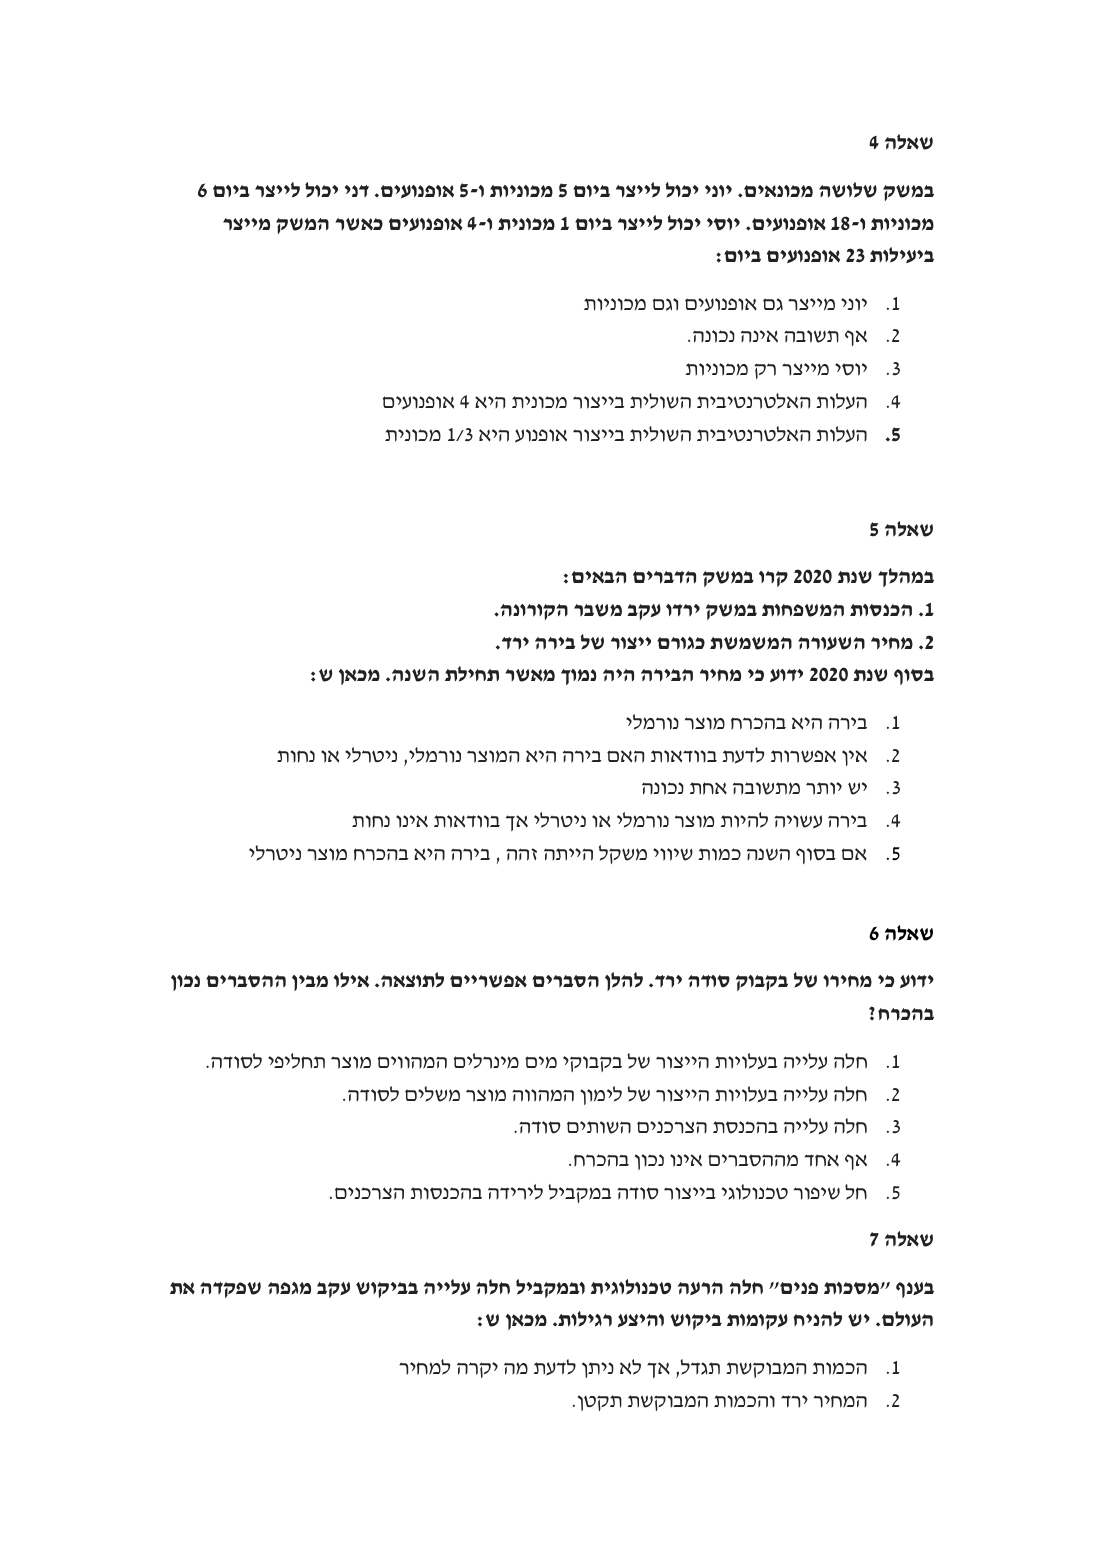 שאלה 4
במשק שלושה מכונאים. יוני יכול לייצר ביום 5 מכוניות ו-5 אופנועים. דני יכול לייצר ביום 6
מכוניות ו-18 אופנועים. יוסי יכול לייצר ביום 1 מכונית ו-4 אופנועים כאשר המשק מייצר
ביעילות 23 אופנועים ביום:
1. יוני מייצר גם אופנועים וגם מכוניות
2. אף תשובה אינה נכונה.
3. יוסי מייצר רק מכוניות
4. העלות האלטרנטיבית השולית בייצור מכונית היא 4 אופנועים
5. העלות האלטרנטיבית השולית בייצור אופנוע היא 1/3 מכונית
שאלה 5
במהלך שנת 2020 קרו במשק הדברים הבאים:
1. הכנסות המשפחות במשק ירדו עקב משבר הקורונה.
2. מחיר השעורה המשמשת כגורם ייצור של בירה ירד.
בסוף שנת 2020 ידוע כי מחיר הבירה היה נמוך מאשר תחילת השנה. מכאן ש:
1. בירה היא בהכרח מוצר נורמלי
2. אין אפשרות לדעת בוודאות האם בירה היא המוצר נורמלי, ניטרלי או נחות
3. יש יותר מתשובה אחת נכונה
4. בירה עשויה להיות מוצר נורמלי או ניטרלי אך בוודאות אינו נחות
5. אם בסוף השנה כמות שיווי משקל הייתה זהה , בירה היא בהכרח מוצר ניטרלי
שאלה 6
ידוע כי מחירו של בקבוק סודה ירד. להלן הסברים אפשריים לתוצאה. אילו מבין ההסברים נכון
בהכרח?
1. חלה עלייה בעלויות הייצור של בקבוקי מים מינרלים המהווים מוצר תחליפי לסודה.
2. חלה עלייה בעלויות הייצור של לימון המהווה מוצר משלים לסודה.
3. חלה עלייה בהכנסת הצרכנים השותים סודה.
4. אף אחד מההסברים אינו נכון בהכרח.
5. חל שיפור טכנולוגי בייצור סודה במקביל לירידה בהכנסות הצרכנים.
שאלה 7
בענף "מסכות פנים" חלה הרעה טכנולוגית ובמקביל חלה עלייה בביקוש עקב מגפה שפקדה את
העולם. יש להניח עקומות ביקוש והיצע רגילות. מכאן ש:
1. הכמות המבוקשת תגדל, אך לא ניתן לדעת מה יקרה למחיר
2. המחיר ירד והכמות המבוקשת תקטן.